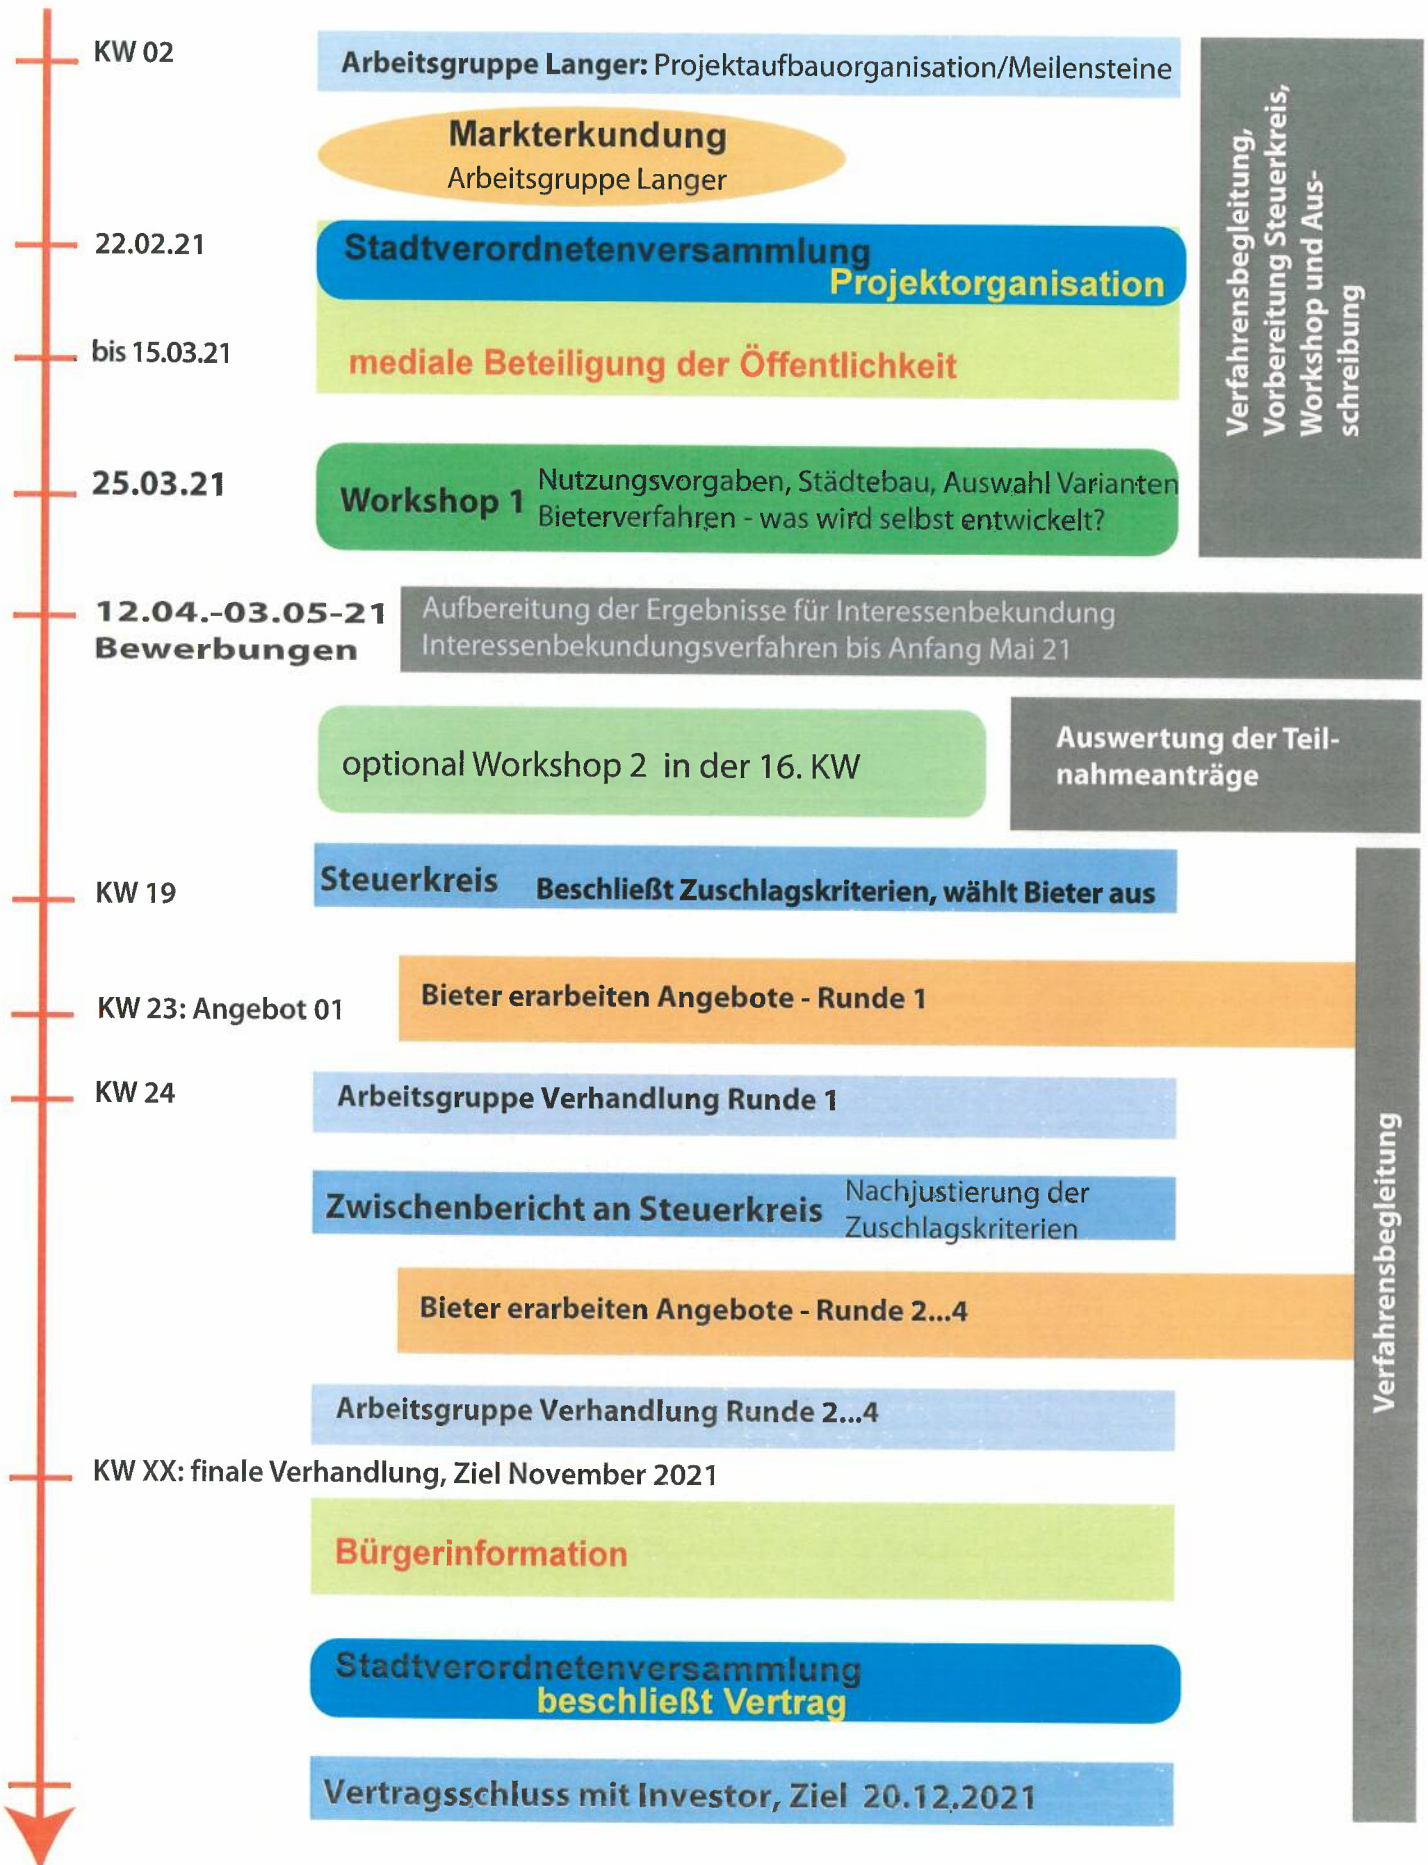 KW 02
Arbeitsgruppe Langer: Projektaufbauorganisation/Meilensteine
Verfahrensbegleitung,
Vorbereitung Steuerkreis,
Workshop und Aus-
schreibung
Markterkundung
Arbeitsgruppe Langer
22.02.21
Stadtverordnetenversammlung
Projektorganisation
bis 15.03.21
mediale Beteiligung der Öffentlichkeit
25.03.21
Workshop 1
Nutzungsvorgaben, Städtebau, Auswahl Varianten
Bieterverfahren - was wird selbst entwickelt?
12.04.-03.05-21
Bewerbungen
Aufbereitung der Ergebnisse für Interessenbekundung
Interessenbekundungsverfahren bis Anfang Mai 21
optional Workshop 2 in der 16. KW
Auswertung der Teil-
nahmeanträge
KW 19
Steuerkreis Beschließt Zuschlagskriterien, wählt Bieter aus
Verfahrensbegleitung
KW 23: Angebot 01
Bieter erarbeiten Angebote - Runde 1
KW 24
Arbeitsgruppe Verhandlung Runde 1
Zwischenbericht an Steuerkreis
Nachjustierung der
Zuschlagskriterien
Bieter erarbeiten Angebote - Runde 2...4
Arbeitsgruppe Verhandlung Runde 2...4
KW XX: finale Verhandlung, Ziel November 2021
Bürgerinformation
Stadtverordnetenversammlung
beschließt Vertrag
Vertragsschluss mit Investor, Ziel 20.12.2021